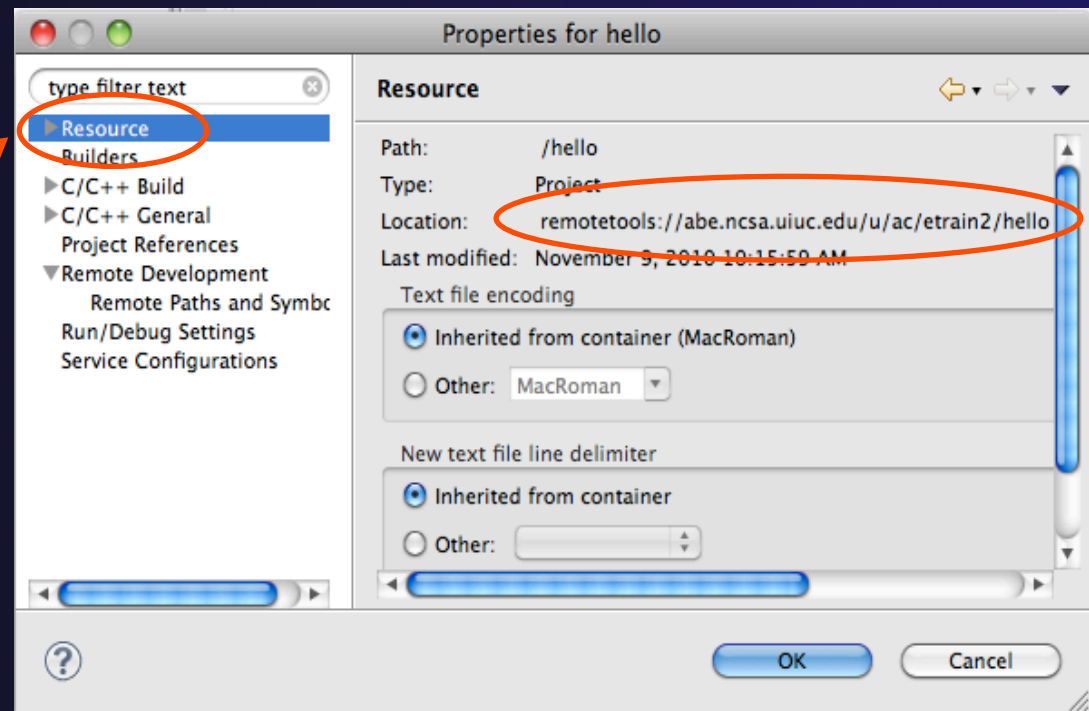 Properties for hello
type filter text
Resource
Builders
C/C++ Build
C/C++ General
Project References
Remote Development
Remote Paths and Symbo
Run/Debug Settings
Service Configurations
Resource
Path: /hello
Type: Project
Location: remotetools://abe.ncsa.uiuc.edu/u/ac/etrain2/hello
Last modified: November 9, 2010 10:15:59 AM
Text file encoding
Inherited from container (MacRoman)
Other: MacRoman
New text file line delimiter
Inherited from container
Other:
?
OK Cancel